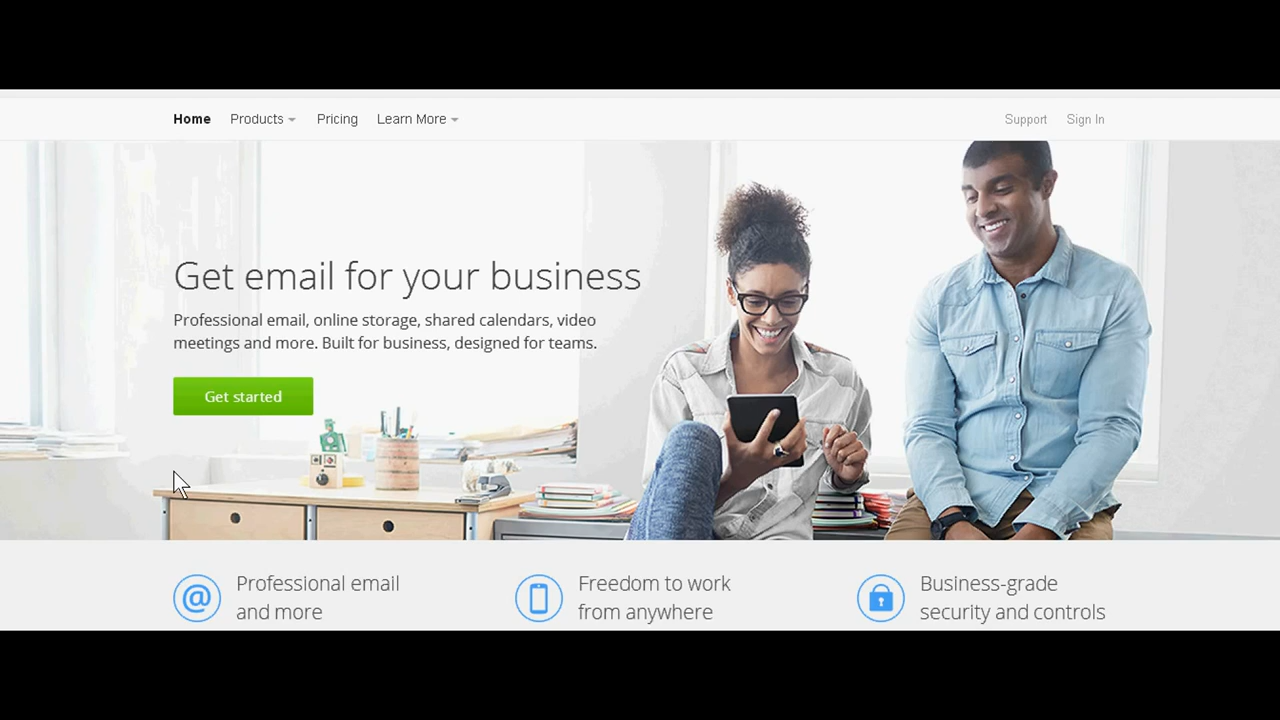 Home Products Pricing Learn More Support Sign In
Get email for your business
Professional email, online storage, shared calendars, video
meetings and more. Built for business, designed for teams.
Get started
Professional email
and more
Freedom to work
from anywhere
Business-grade
security and controls